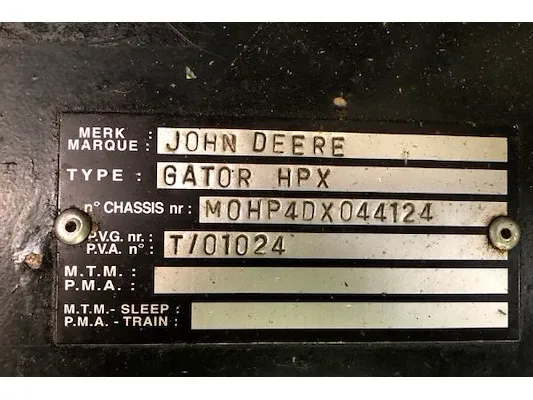 MERK
MARQUE : JOHN DEERE
TYPE : GATOR HPX
n° CHASSIS nr : M0HP4DX044124
P.V.G. nr. :
P.V.A. n° : T/01024
M.T.M. :
P.M.A. :
M.T.M.- SLEEP :
P.M.A. - TRAIN :